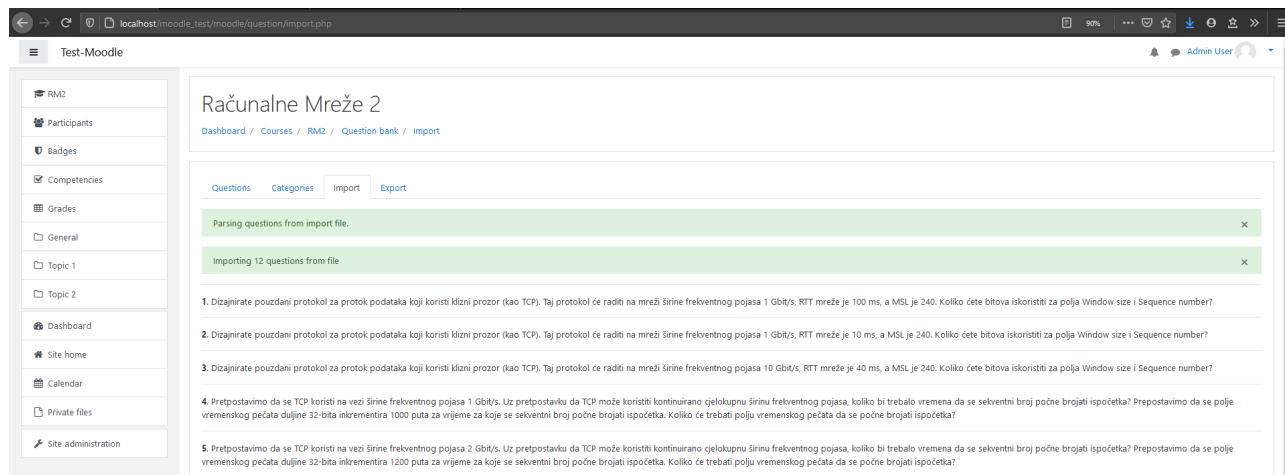 localhost/moodle_test/moodle/question/import.php
90%
Test-Moodle
Admin User
RM2
Participants
Badges
Competencies
Grades
General
Topic 1
Topic 2
Dashboard
Site home
Calendar
Private files
Site administration
Računalne Mreže 2
Dashboard / Courses / RM2 / Question bank / Import
Questions Categories Import Export
Parsing questions from import file. ×
Importing 12 questions from file ×
1. Dizajnirate pouzdani protokol za protok podataka koji koristi klizni prozor (kao TCP). Taj protokol će raditi na mreži širine frekventnog pojasa 1 Gbit/s, RTT mreže je 100 ms, a MSL je 240. Koliko ćete bitova iskoristiti za polja Window size i Sequence number?
2. Dizajnirate pouzdani protokol za protok podataka koji koristi klizni prozor (kao TCP). Taj protokol će raditi na mreži širine frekventnog pojasa 1 Gbit/s, RTT mreže je 10 ms, a MSL je 240. Koliko ćete bitova iskoristiti za polja Window size i Sequence number?
3. Dizajnirate pouzdani protokol za protok podataka koji koristi klizni prozor (kao TCP). Taj protokol će raditi na mreži širine frekventnog pojasa 10 Gbit/s, RTT mreže je 40 ms, a MSL je 240. Koliko ćete bitova iskoristiti za polja Window size i Sequence number?
4. Pretpostavimo da se TCP koristi na vezi širine frekventnog pojasa 1 Gbit/s. Uz pretpostavku da TCP može koristiti kontinuirano cjelokupnu širinu frekventnog pojasa, koliko bi trebalo vremena da se sekventni broj počne brojati ispočetka? Prepostavimo da se polje
vremenskog pečata duljine 32-bita inkrementira 1000 puta za vrijeme za koje se sekventni broj počne brojati ispočetka. Koliko će trebati polju vremenskog pečata da se počne brojati ispočetka?
5. Pretpostavimo da se TCP koristi na vezi širine frekventnog pojasa 2 Gbit/s. Uz pretpostavku da TCP može koristiti kontinuirano cjelokupnu širinu frekventnog pojasa, koliko bi trebalo vremena da se sekventni broj počne brojati ispočetka? Prepostavimo da se polje
vremenskog pečata duljine 32-bita inkrementira 1200 puta za vrijeme za koje se sekventni broj počne brojati ispočetka. Koliko će trebati polju vremenskog pečata da se počne brojati ispočetka?